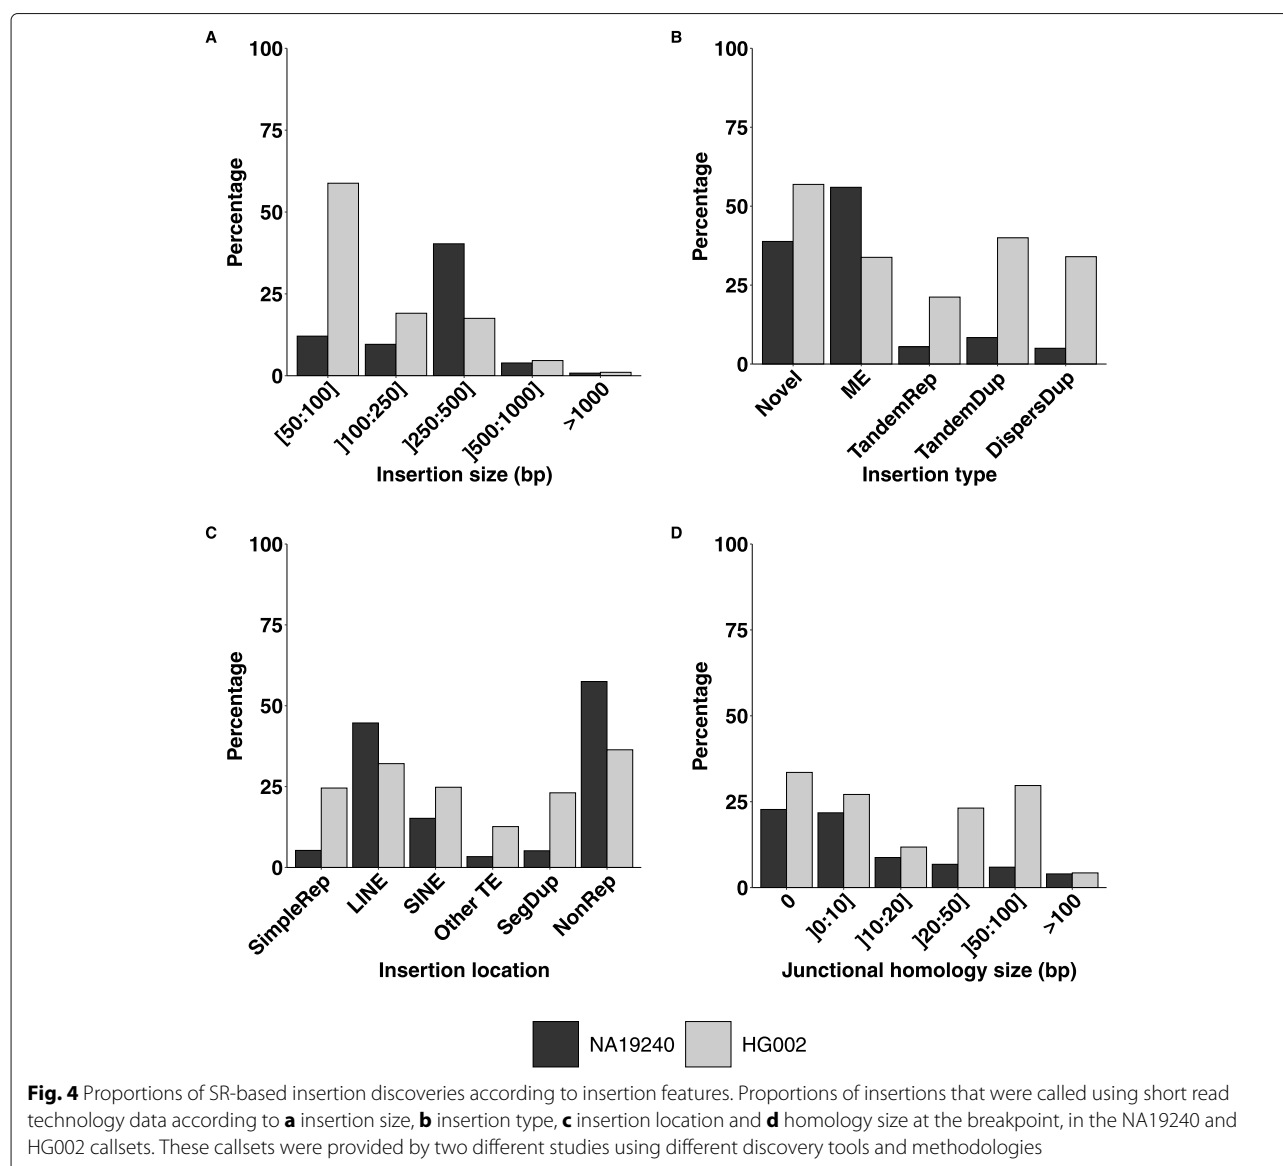 A
100
75
50
25
0
Percentage
[50:100]
]100:250]
]250:500]
]500:1000]
>1000
Insertion size (bp)
B
100
75
50
25
0
Percentage
Novel
ME
TandemRep
TandemDup
DispersDup
Insertion type
C
100
75
50
25
0
Percentage
SimpleRep
LINE
SINE
Other TE
SegDup
NonRep
Insertion location
D
100
75
50
25
0
Percentage
0
]0:10]
]10:20]
]20:50]
]50:100]
>100
Junctional homology size (bp)
NA19240
HG002
Fig. 4 Proportions of SR-based insertion discoveries according to insertion features. Proportions of insertions that were called using short read
technology data according to a insertion size, b insertion type, c insertion location and d homology size at the breakpoint, in the NA19240 and
HG002 callsets. These callsets were provided by two different studies using different discovery tools and methodologies